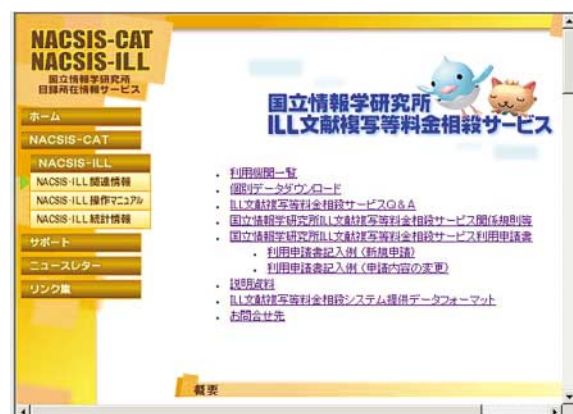 NACSIS-CAT
NACSIS-ILL
国立情報学研究所
目録所在情報サービス
ホーム
NACSIS-CAT
NACSIS-ILL
NACSIS-ILL 関連情報
NACSIS-ILL 操作マニュアル
NACSIS-ILL 統計情報
サポート
ニュースレター
リンク集
国立情報学研究所
ILL文献複写等料金相殺サービス
利用機関一覧
個別データダウンロード
ILL文献複写等料金相殺サービスQ&A
国立情報学研究所ILL文献複写等料金相殺サービス関係規則等
国立情報学研究所ILL文献複写等料金相殺サービス利用申請書
利用申請書記入例（新規申請）
利用申請書記入例（申請内容の変更）
説明資料
ILL文献複写等料金相殺システム提供データフォーマット
お問合せ先
概要